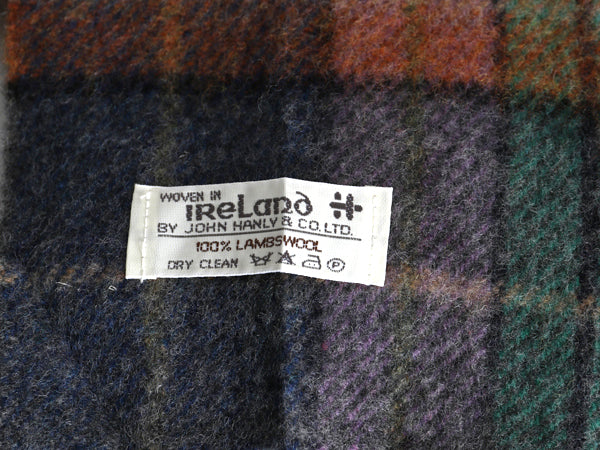 WOVEN IN
IReLanD
BY JOHN HANLY & CO. LTD.
100% LAMBSWOOL
DRY CLEAN P